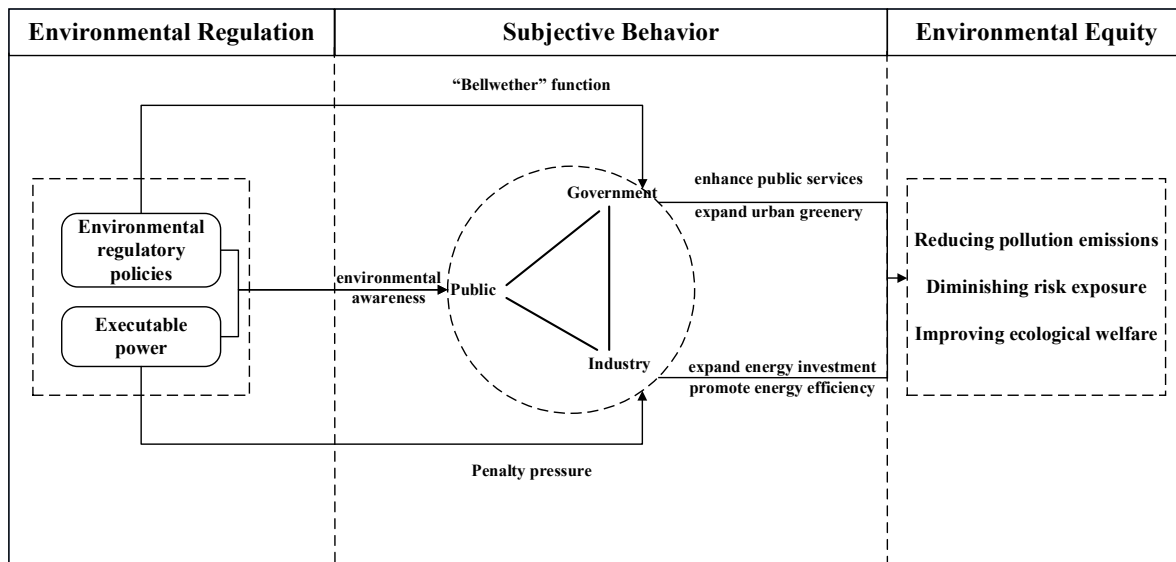 Environmental Regulation
Subjective Behavior
Environmental Equity
“Bellwether” function
Environmental
regulatory
policies
Executable
power
environmental
awareness
Government
Public
Industry
enhance public services
expand urban greenery
expand energy investment
promote energy efficiency
Penalty pressure
Reducing pollution emissions
Diminishing risk exposure
Improving ecological welfare